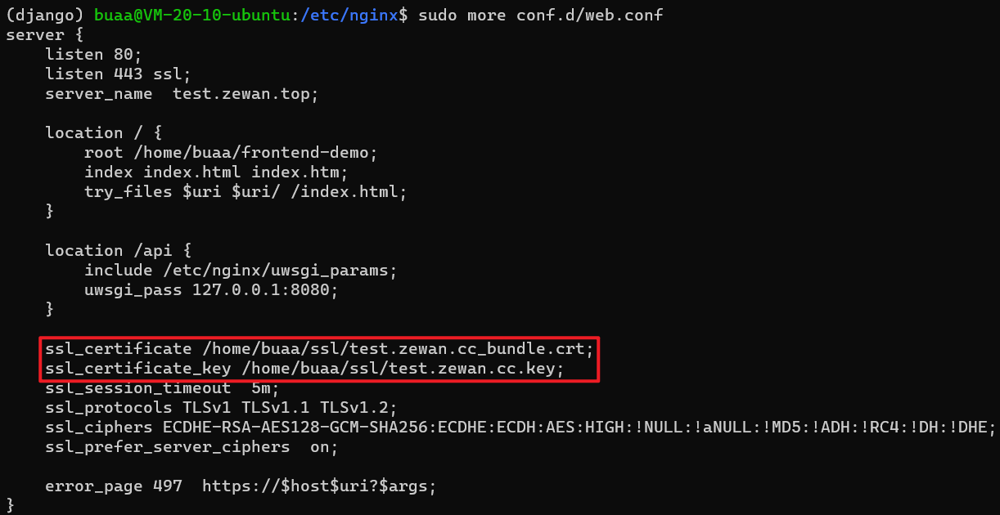 (django) buaa@VM-20-10-ubuntu:/etc/nginx$ sudo more conf.d/web.conf
server {
    listen 80;
    listen 443 ssl;
    server_name  test.zewan.top;

    location / {
        root /home/buaa/frontend-demo;
        index index.html index.htm;
        try_files $uri $uri/ /index.html;
    }

    location /api {
        include /etc/nginx/uwsgi_params;
        uwsgi_pass 127.0.0.1:8080;
    }

    ssl_certificate /home/buaa/ssl/test.zewan.cc_bundle.crt;
    ssl_certificate_key /home/buaa/ssl/test.zewan.cc.key;
    ssl_session_timeout  5m;
    ssl_protocols TLSv1 TLSv1.1 TLSv1.2;
    ssl_ciphers ECDHE-RSA-AES128-GCM-SHA256:ECDHE:ECDH:AES:HIGH:!NULL:!aNULL:!MD5:!ADH:!RC4:!DH:!DHE;
    ssl_prefer_server_ciphers  on;

    error_page 497  https://$host$uri?$args;
}